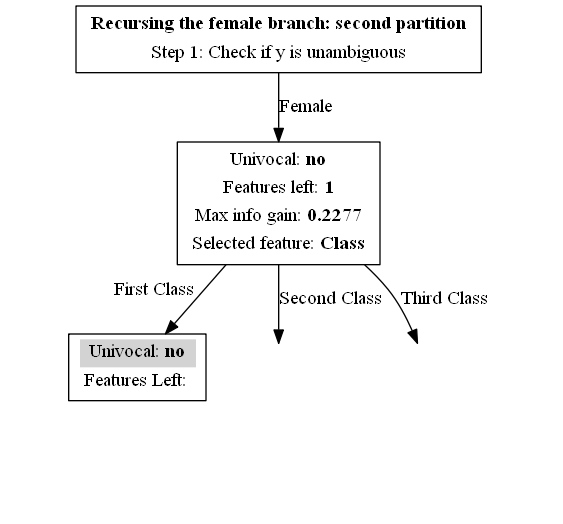 Recursing the female branch: second partition
Step 1: Check if y is unambiguous
Female
Univocal: no
Features left: 1
Max info gain: 0.2277
Selected feature: Class
First Class
Second Class
Third Class
Univocal: no
Features Left: